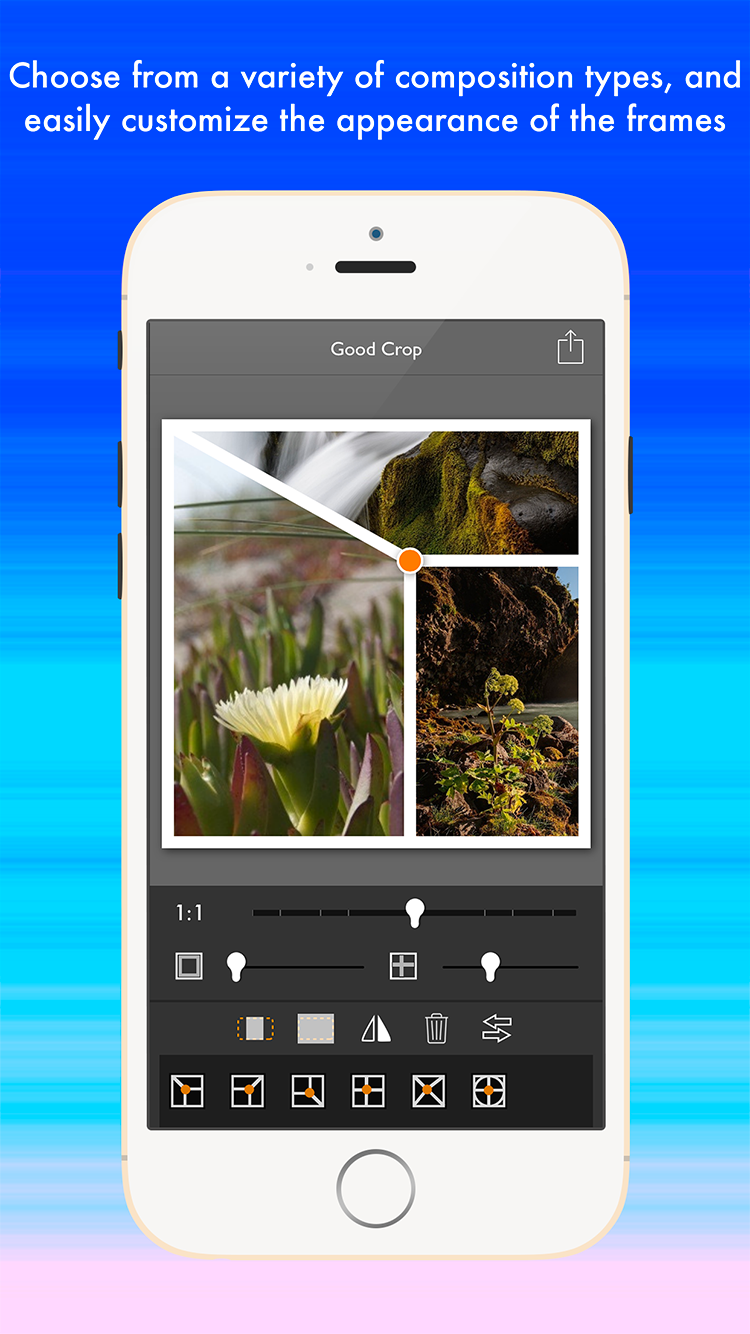 Choose from a variety of composition types, and
easily customize the appearance of the frames
Good Crop
1:1